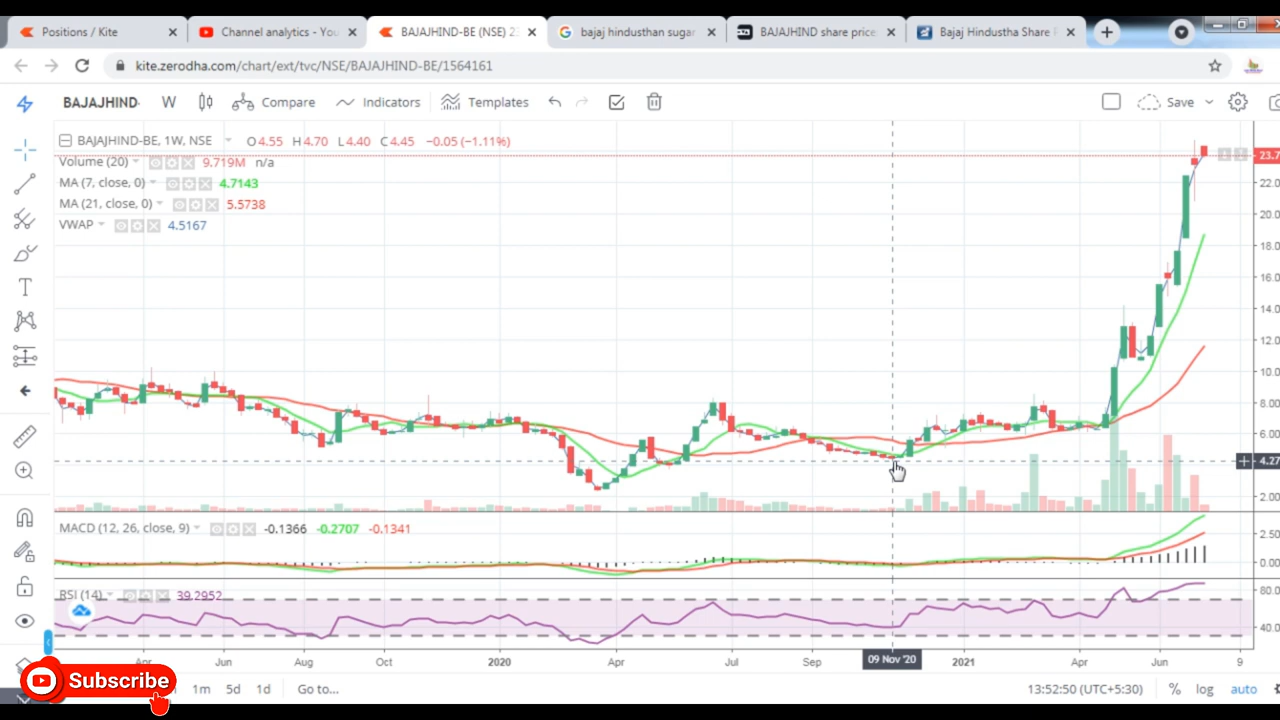 Positions / Kite
Channel analytics - You
BAJAJHIND-BE (NSE) 23
bajaj hindusthan sugar
BAJAJHIND share price
Bajaj Hindustha Share P
kite.zerodha.com/chart/ext/tvc/NSE/BAJAJHIND-BE/1564161
BAJAJHIND- W Compare Indicators Templates Save
BAJAJHIND-BE, 1W, NSE O 4.55 H 4.70 L 4.40 C 4.45 −0.05 (−1.11%)
Volume (20) 9.719M n/a
23.7
MA (7, close, 0) 4.7143
22.0
MA (21, close, 0) 5.5738
20.0
VWAP 4.5167
18.0
16.0
14.0
12.0
10.0
8.00
6.00
4.27
2.00
MACD (12, 26, close, 9) -0.1366 -0.2707 -0.1341
2.50
0.00
RSI (14) 39.2952
80.0
40.0
Apr Jun Aug Oct 2020 Apr Jul Sep 09 Nov '20 2021 Apr Jun 9
Subscribe
1m 5d 1d Go to... 13:52:50 (UTC+5:30) % log auto